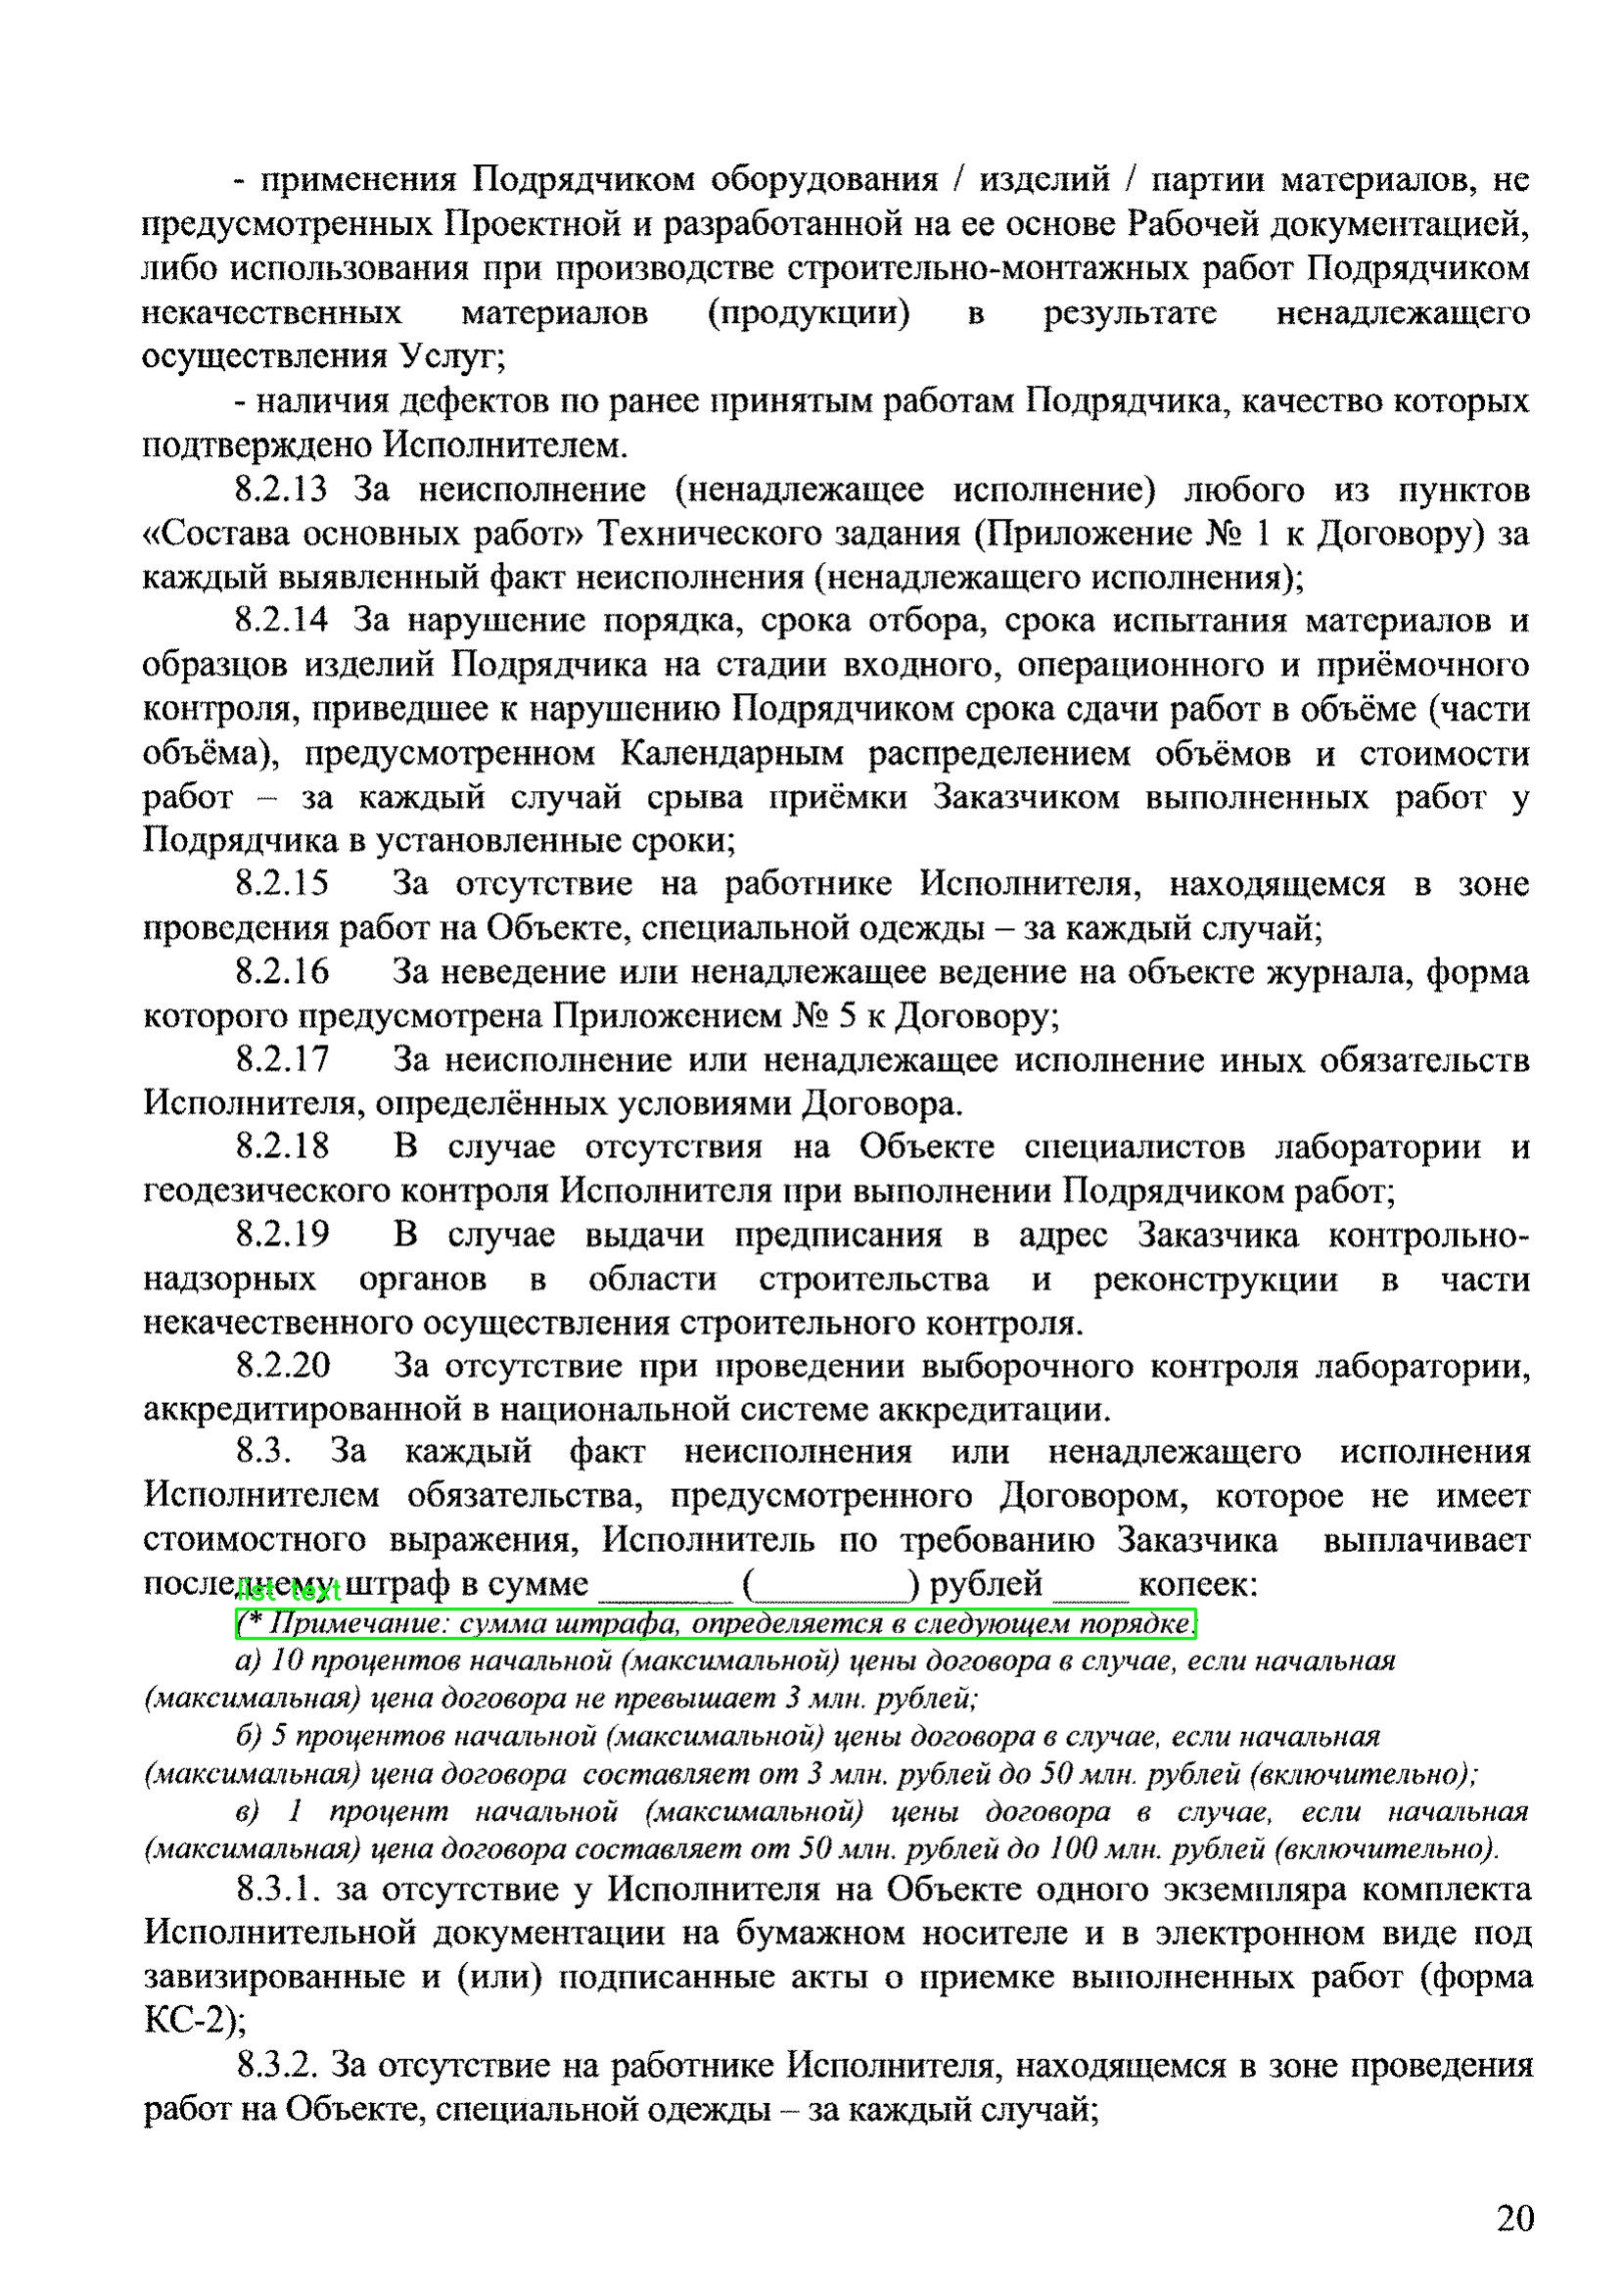 - применения Подрядчиком оборудования / изделий / партии материалов, не
предусмотренных Проектной и разработанной на ее основе Рабочей документацией,
либо использования при производстве строительно-монтажных работ Подрядчиком
некачественных материалов (продукции) в результате ненадлежащего
осуществления Услуг;
- наличия дефектов по ранее принятым работам Подрядчика, качество которых
подтверждено Исполнителем.
8.2.13 За неисполнение (ненадлежащее исполнение) любого из пунктов
«Состава основных работ» Технического задания (Приложение № 1 к Договору) за
каждый выявленный факт неисполнения (ненадлежащего исполнения);
8.2.14 За нарушение порядка, срока отбора, срока испытания материалов и
образцов изделий Подрядчика на стадии входного, операционного и приёмочного
контроля, приведшее к нарушению Подрядчиком срока сдачи работ в объёме (части
объёма), предусмотренном Календарным распределением объёмов и стоимости
работ – за каждый случай срыва приёмки Заказчиком выполненных работ у
Подрядчика в установленные сроки;
8.2.15 За отсутствие на работнике Исполнителя, находящемся в зоне
проведения работ на Объекте, специальной одежды – за каждый случай;
8.2.16 За неведение или ненадлежащее ведение на объекте журнала, форма
которого предусмотрена Приложением № 5 к Договору;
8.2.17 За неисполнение или ненадлежащее исполнение иных обязательств
Исполнителя, определённых условиями Договора.
8.2.18 В случае отсутствия на Объекте специалистов лаборатории и
геодезического контроля Исполнителя при выполнении Подрядчиком работ;
8.2.19 В случае выдачи предписания в адрес Заказчика контрольно-
надзорных органов в области строительства и реконструкции в части
некачественного осуществления строительного контроля.
8.2.20 За отсутствие при проведении выборочного контроля лаборатории,
аккредитированной в национальной системе аккредитации.
8.3. За каждый факт неисполнения или ненадлежащего исполнения
Исполнителем обязательства, предусмотренного Договором, которое не имеет
стоимостного выражения, Исполнитель по требованию Заказчика выплачивает
последнему штраф в сумме _______ (________) рублей ____ копеек:
list text
(* Примечание: сумма штрафа, определяется в следующем порядке.
а) 10 процентов начальной (максимальной) цены договора в случае, если начальная
(максимальная) цена договора не превышает 3 млн. рублей;
б) 5 процентов начальной (максимальной) цены договора в случае, если начальная
(максимальная) цена договора составляет от 3 млн. рублей до 50 млн. рублей (включительно);
в) 1 процент начальной (максимальной) цены договора в случае, если начальная
(максимальная) цена договора составляет от 50 млн. рублей до 100 млн. рублей (включительно).
8.3.1. за отсутствие у Исполнителя на Объекте одного экземпляра комплекта
Исполнительной документации на бумажном носителе и в электронном виде под
завизированные и (или) подписанные акты о приемке выполненных работ (форма
КС-2);
8.3.2. За отсутствие на работнике Исполнителя, находящемся в зоне проведения
работ на Объекте, специальной одежды – за каждый случай;
20